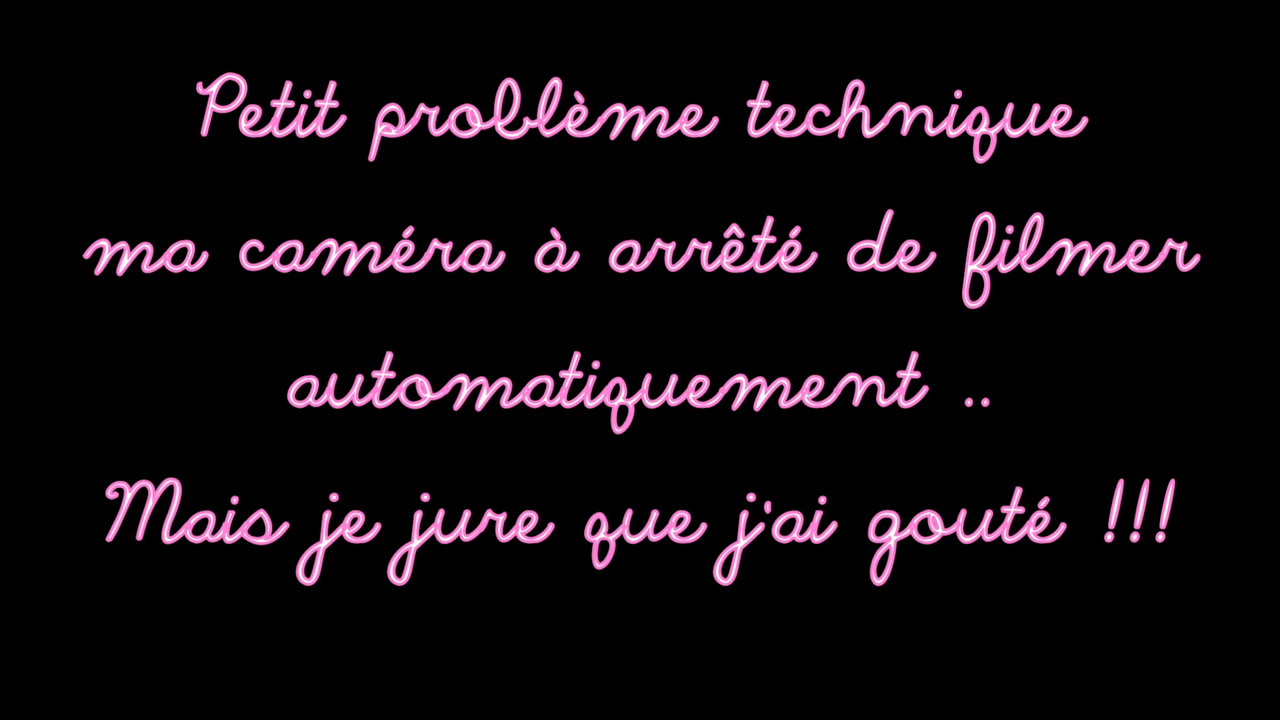 Petit problème technique
ma caméra à arrêté de filmer
automatiquement ..
Mais je jure que j'ai gouté !!!